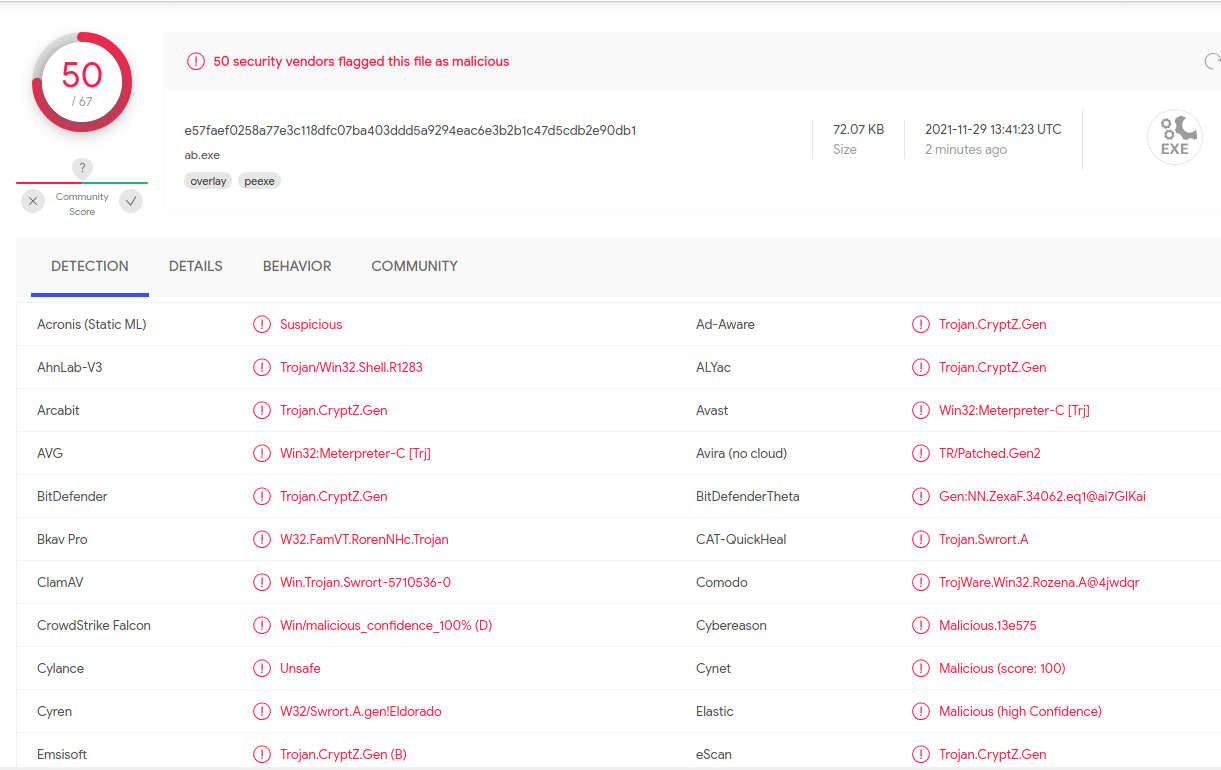 50
/ 67
?
Community
Score
50 security vendors flagged this file as malicious
e57faef0258a77e3c118dfc07ba403ddd5a9294eac6e3b2b1c47d5cdb2e90db1
ab.exe
overlay peexe
72.07 KB
Size
2021-11-29 13:41:23 UTC
2 minutes ago
EXE
DETECTION DETAILS BEHAVIOR COMMUNITY
Acronis (Static ML) Suspicious Ad-Aware Trojan.CryptZ.Gen
AhnLab-V3 Trojan/Win32.Shell.R1283 ALYac Trojan.CryptZ.Gen
Arcabit Trojan.CryptZ.Gen Avast Win32:Meterpreter-C [Trj]
AVG Win32:Meterpreter-C [Trj] Avira (no cloud) TR/Patched.Gen2
BitDefender Trojan.CryptZ.Gen BitDefenderTheta Gen:NN.ZexaF.34062.eq1@ai7GIKai
Bkav Pro W32.FamVT.RorenNHc.Trojan CAT-QuickHeal Trojan.Swrort.A
ClamAV Win.Trojan.Swrort-5710536-0 Comodo TrojWare.Win32.Rozena.A@4jwdqr
CrowdStrike Falcon Win/malicious_confidence_100% (D) Cybereason Malicious.13e575
Cylance Unsafe Cynet Malicious (score: 100)
Cyren W32/Swrort.A.gen!Eldorado Elastic Malicious (high Confidence)
Emsisoft Trojan.CryptZ.Gen (B) eScan Trojan.CryptZ.Gen